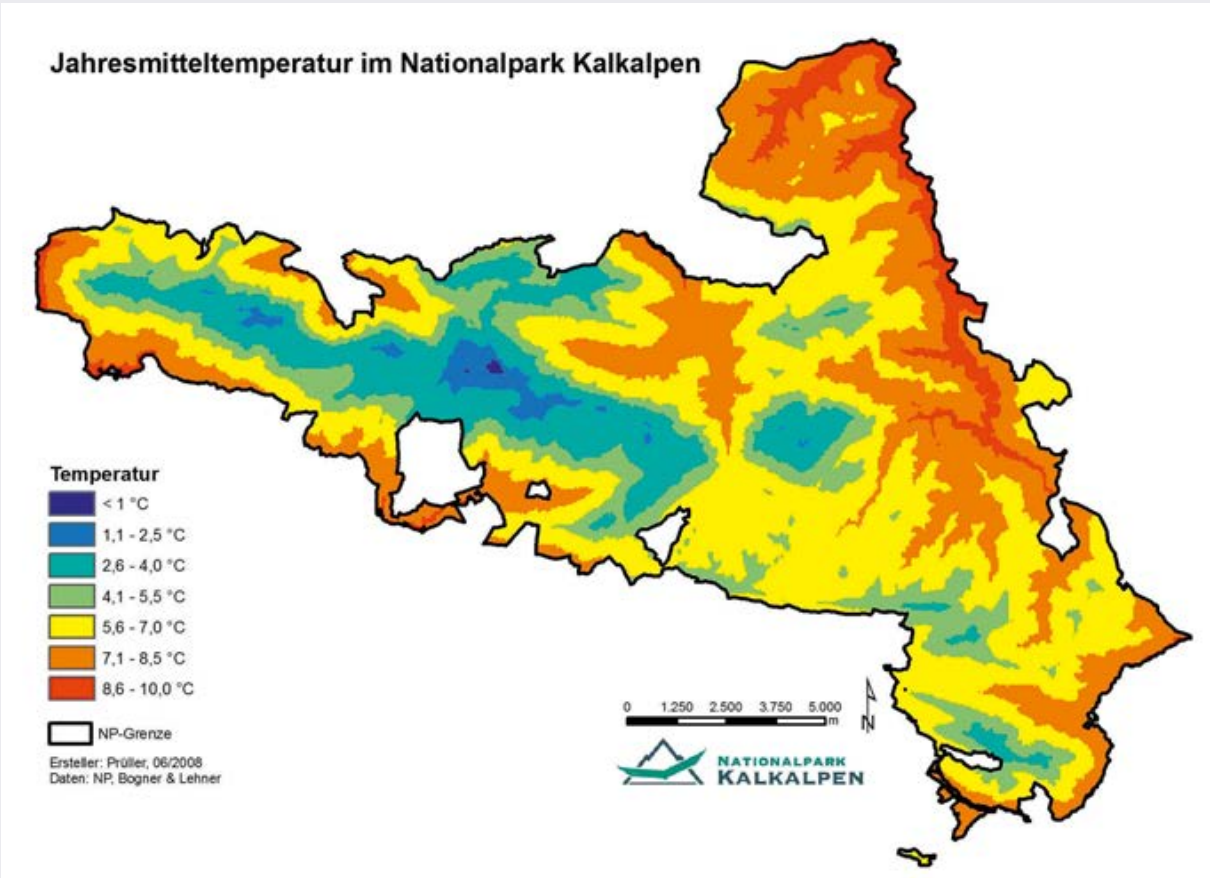 Jahresmitteltemperatur im Nationalpark Kalkalpen
Temperatur
< 1 °C
1,1 - 2,5 °C
2,6 - 4,0 °C
4,1 - 5,5 °C
5,6 - 7,0 °C
7,1 - 8,5 °C
8,6 - 10,0 °C
NP-Grenze
Ersteller: Prüller, 06/2008
Daten: NP, Bogner & Lehner
0 1.250 2.500 3.750 5.000
m
N
NATIONALPARK
KALKALPEN